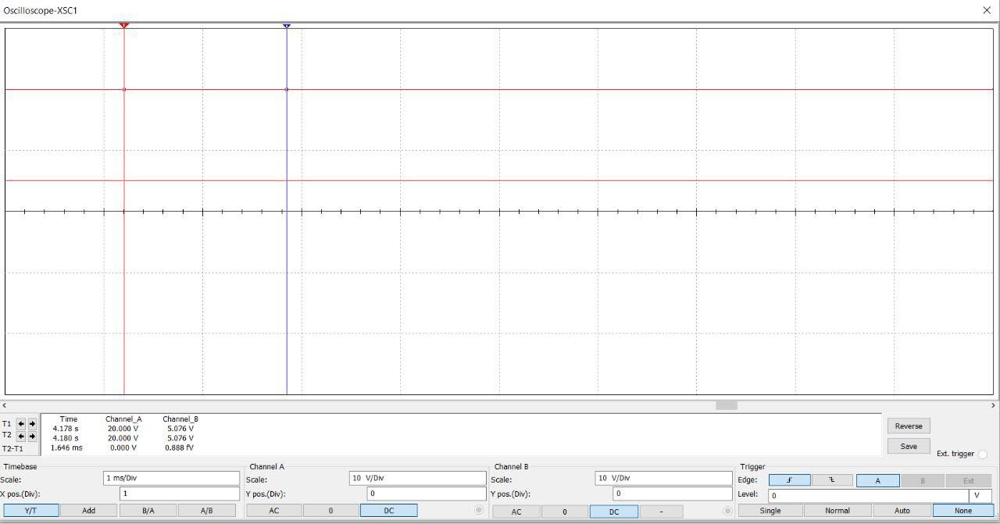 Oscilloscope-XSC1
T1
T2
T2-T1
Time Channel_A Channel_B
4.178 s 20.000 V 5.076 V
4.180 s 20.000 V 5.076 V
1.646 ms 0.000 V 0.888 fV
Reverse
Save
Ext. trigger
Timebase
Scale: 1 ms/Div
X pos.(Div): 1
Y/T Add B/A A/B
Channel A
Scale: 10 V/Div
Y pos.(Div): 0
AC 0 DC
Channel B
Scale: 10 V/Div
Y pos.(Div): 0
AC 0 DC -
Trigger
Edge: A B Ext
Level: 0 V
Single Normal Auto None